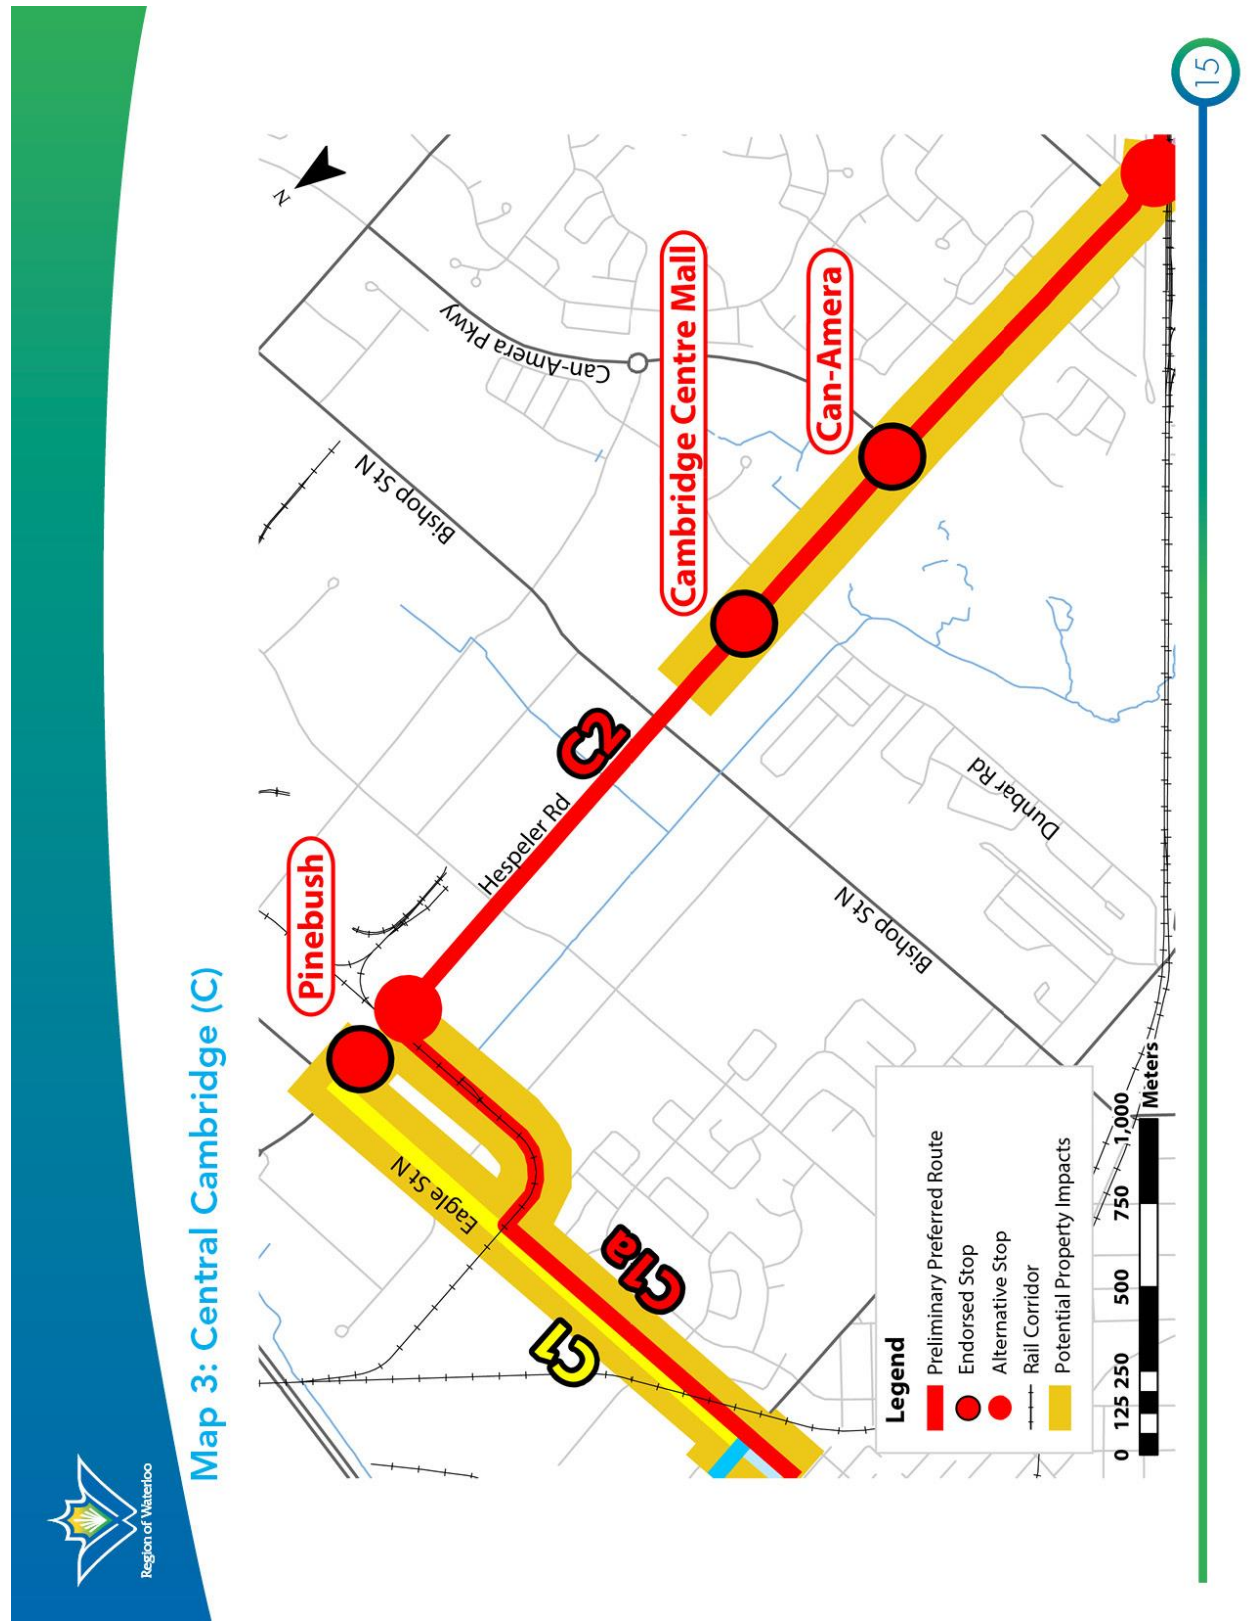 Region of Waterloo
Map 3: Central Cambridge (C)
N
Pinebush
Cambridge Centre Mall
Can-Amera
Can-Amera Pkwy
Bishop St N
Hespeler Rd
C2
Eagle St N
C1
C1a
Bishop St N
Dunbar Rd
Legend
Preliminary Preferred Route
Endorsed Stop
Alternative Stop
Rail Corridor
Potential Property Impacts
0 125 250 500 750 1,000
Meters
15